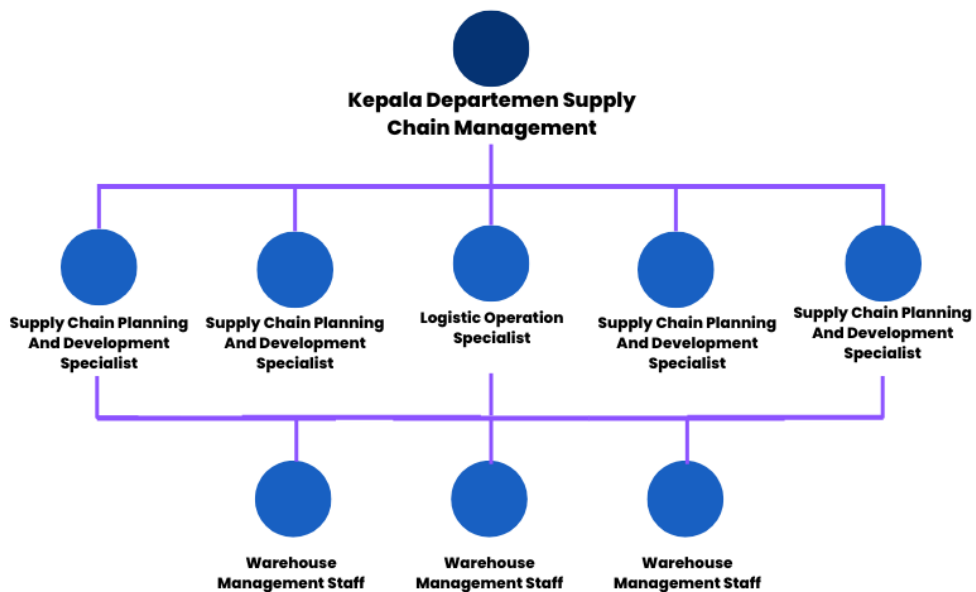 Kepala Departemen Supply
Chain Management
Supply Chain Planning
And Development
Specialist
Supply Chain Planning
And Development
Specialist
Logistic Operation
Specialist
Supply Chain Planning
And Development
Specialist
Supply Chain Planning
And Development
Specialist
Warehouse
Management Staff
Warehouse
Management Staff
Warehouse
Management Staff